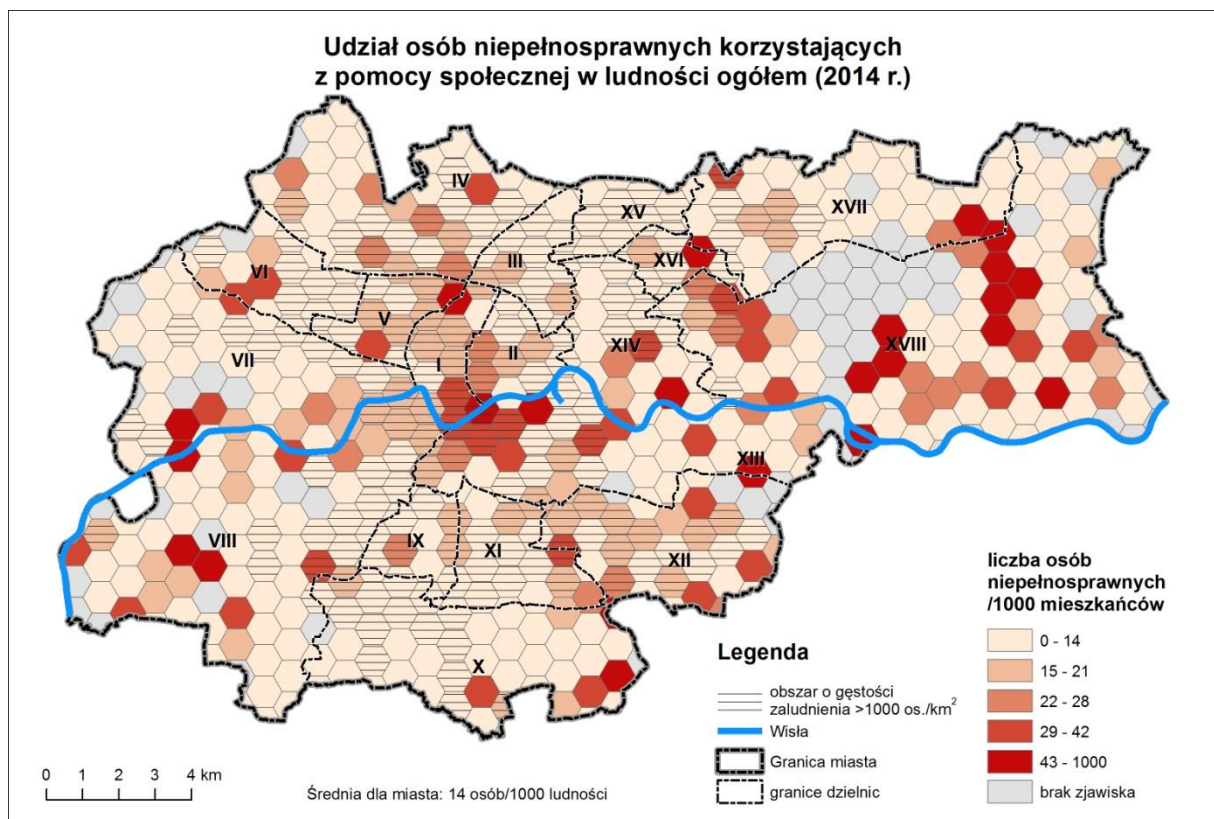 Udział osób niepełnosprawnych korzystających
z pomocy społecznej w ludności ogółem (2014 r.)
IV
XV
XVII
III
XVI
VI
V
II
XIV
XVIII
VII
I
XIII
VIII
IX
XI
XII
X
Legenda
obszar o gęstości
zaludnienia >1000 os./km²
Wisła
Granica miasta
granice dzielnic
liczba osób
niepełnosprawnych
/1000 mieszkańców
0 - 14
15 - 21
22 - 28
29 - 42
43 - 1000
brak zjawiska
0 1 2 3 4 km
Średnia dla miasta: 14 osób/1000 ludności